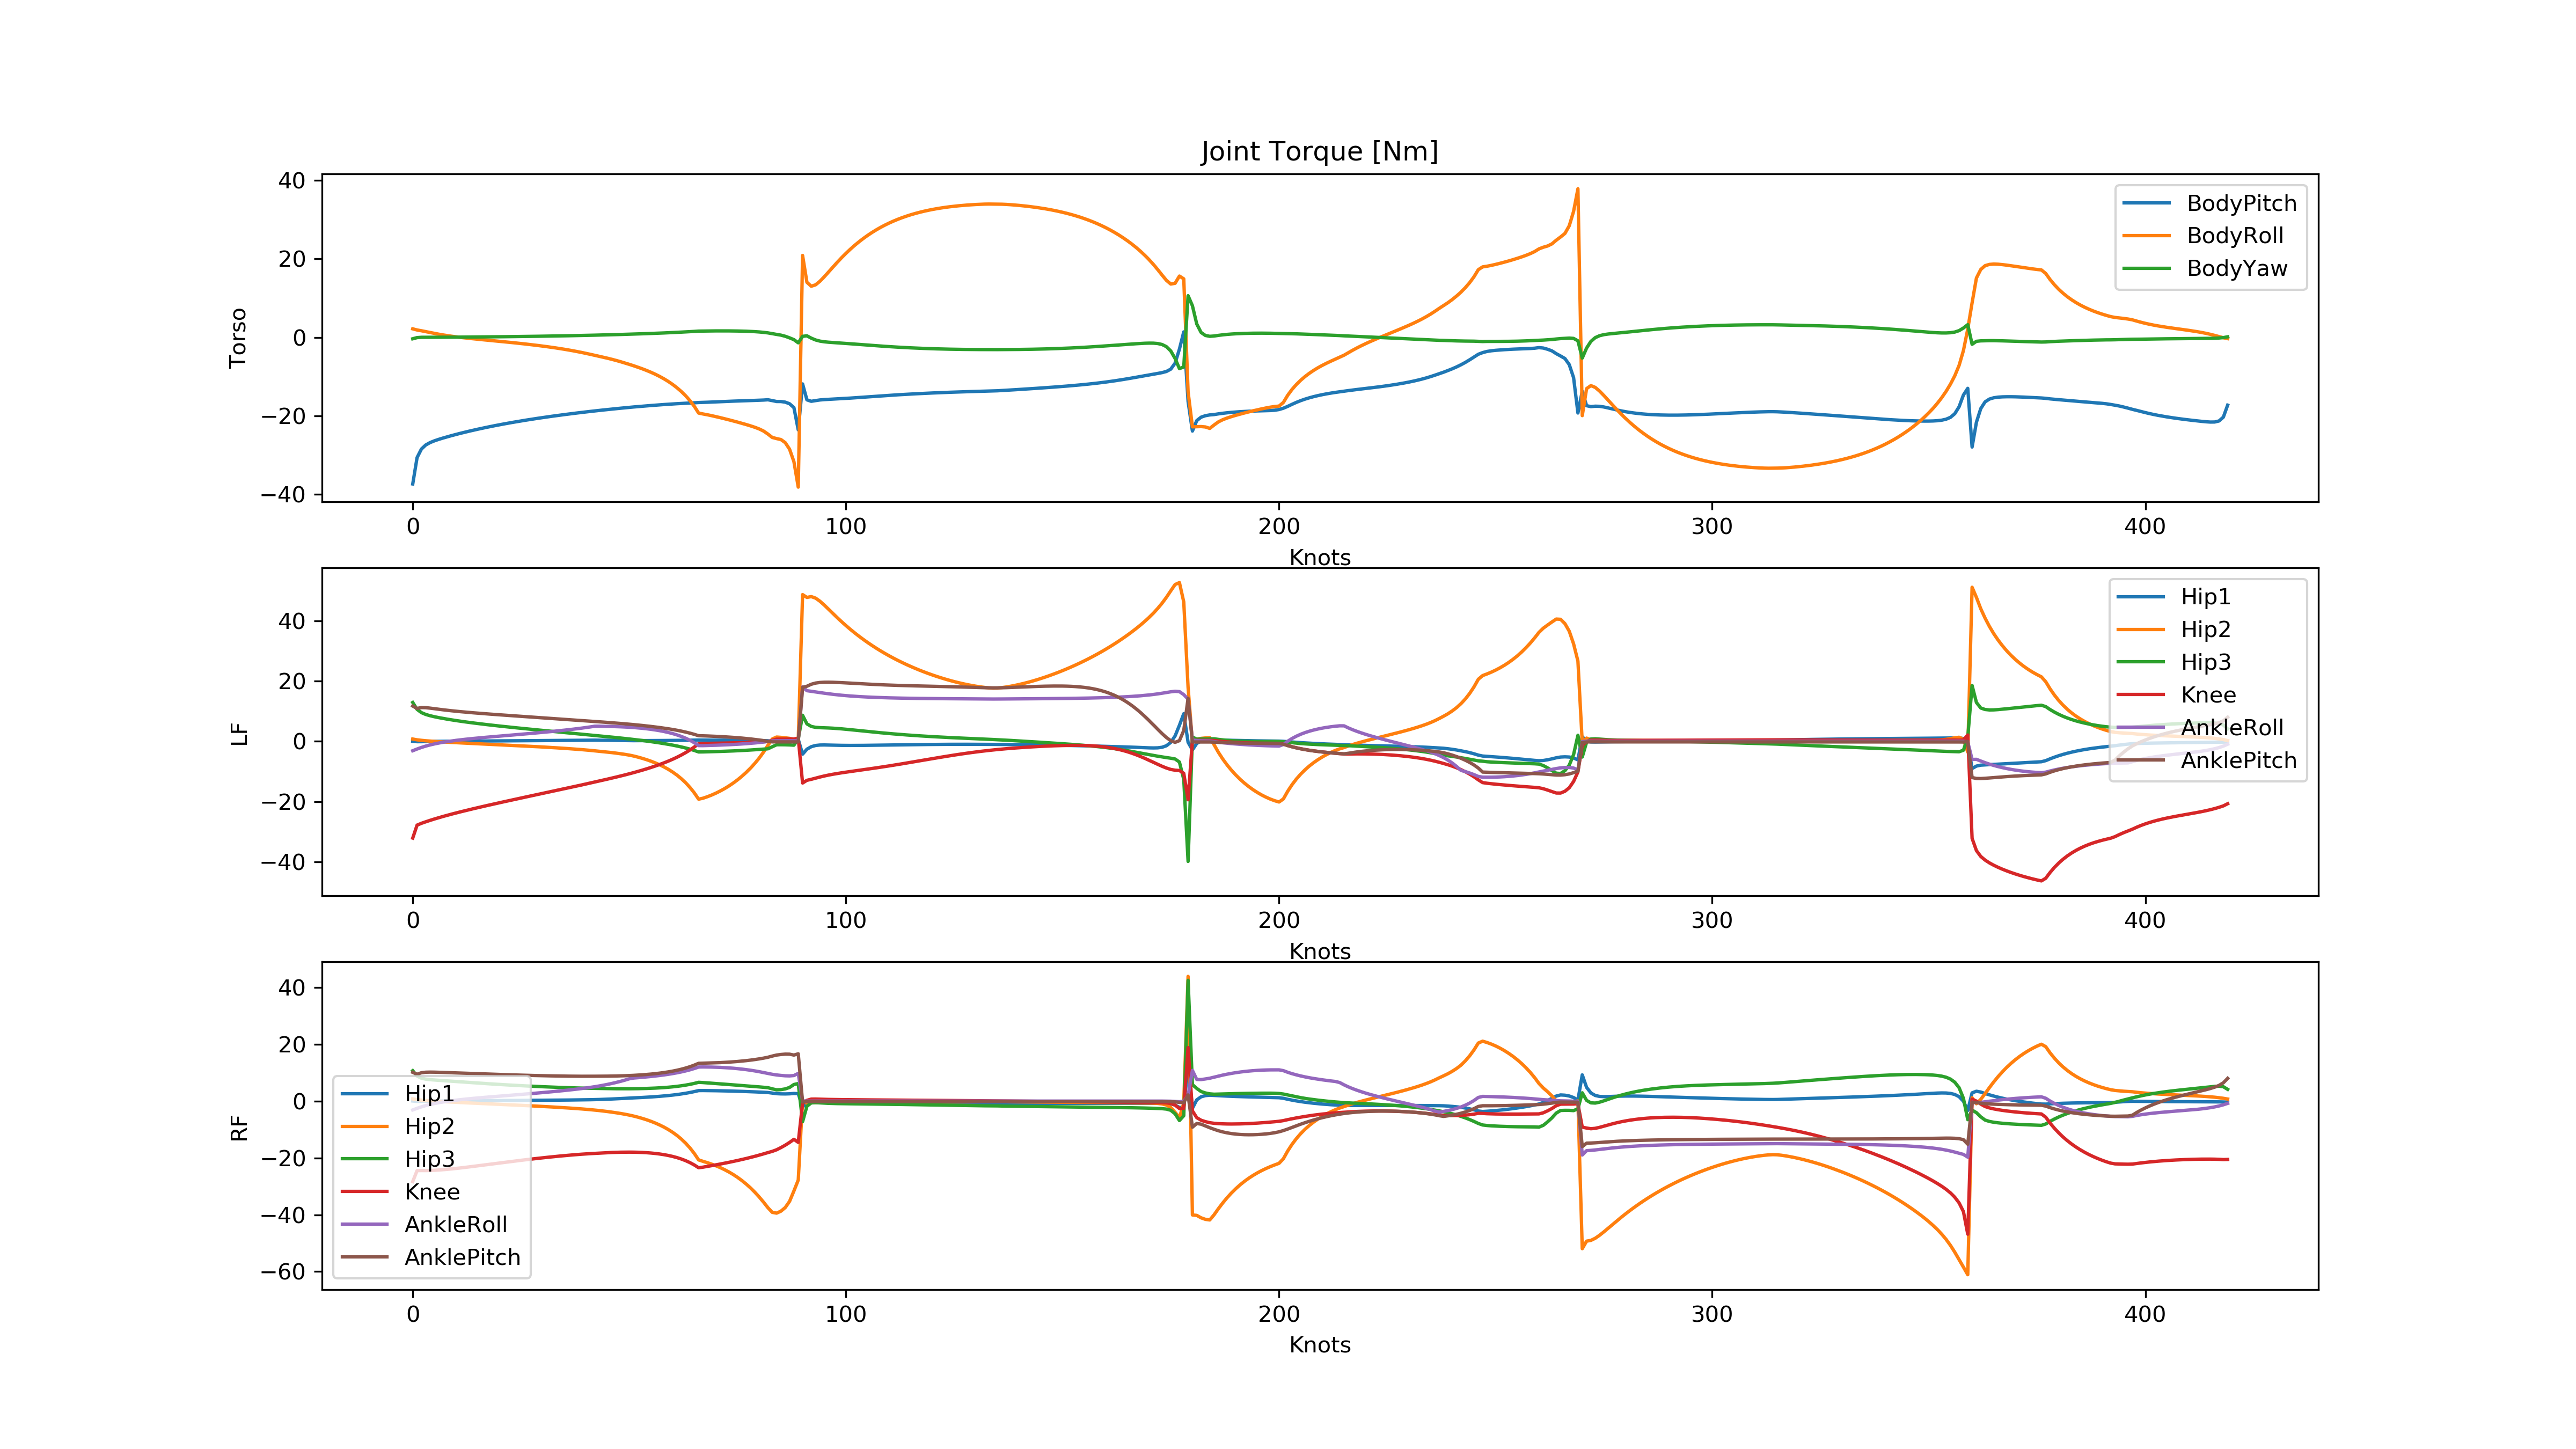 Joint Torque [Nm]
40
20
0
−20
−40
Torso
BodyPitch
BodyRoll
BodyYaw
0 100 200 300 400
Knots
40
20
0
−20
−40
LF
Hip1
Hip2
Hip3
Knee
AnkleRoll
AnklePitch
0 100 200 300 400
Knots
40
20
0
−20
−40
−60
RF
Hip1
Hip2
Hip3
Knee
AnkleRoll
AnklePitch
0 100 200 300 400
Knots